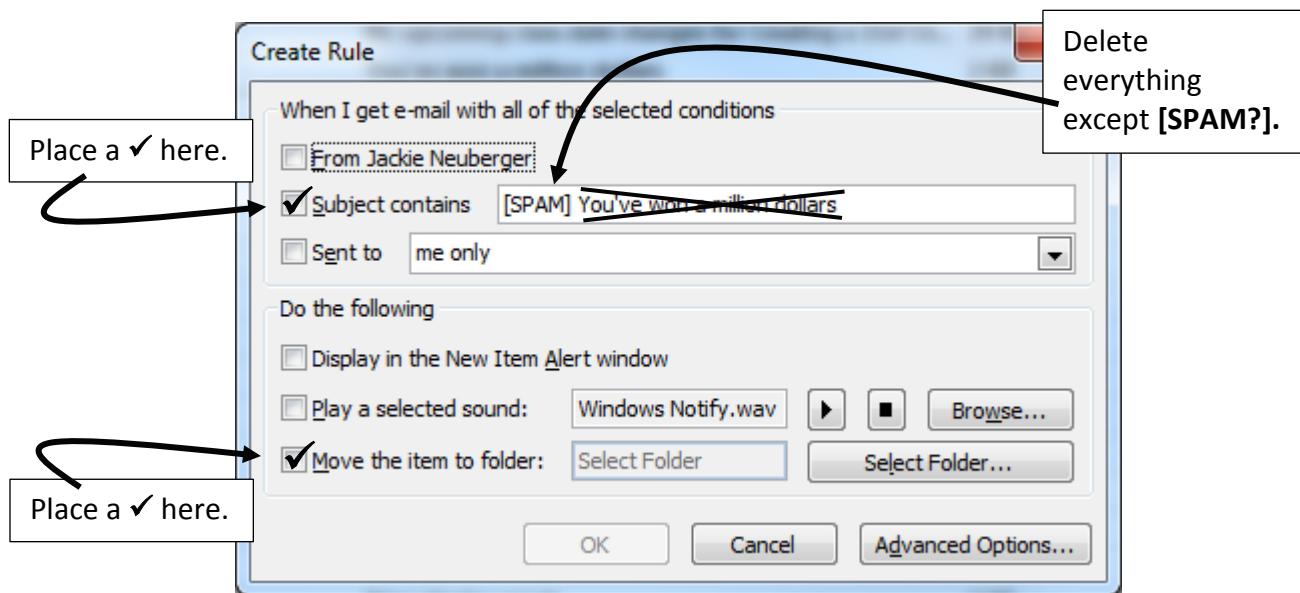 Create Rule
Delete
everything
except [SPAM?].
When I get e-mail with all of the selected conditions
Place a ✓ here.
From Jackie Neuberger
✓ Subject contains [SPAM] You've won a million dollars
Sent to me only
Do the following
Display in the New Item Alert window
Play a selected sound: Windows Notify.wav Browse...
✓ Move the item to folder: Select Folder Select Folder...
Place a ✓ here.
OK Cancel Advanced Options...